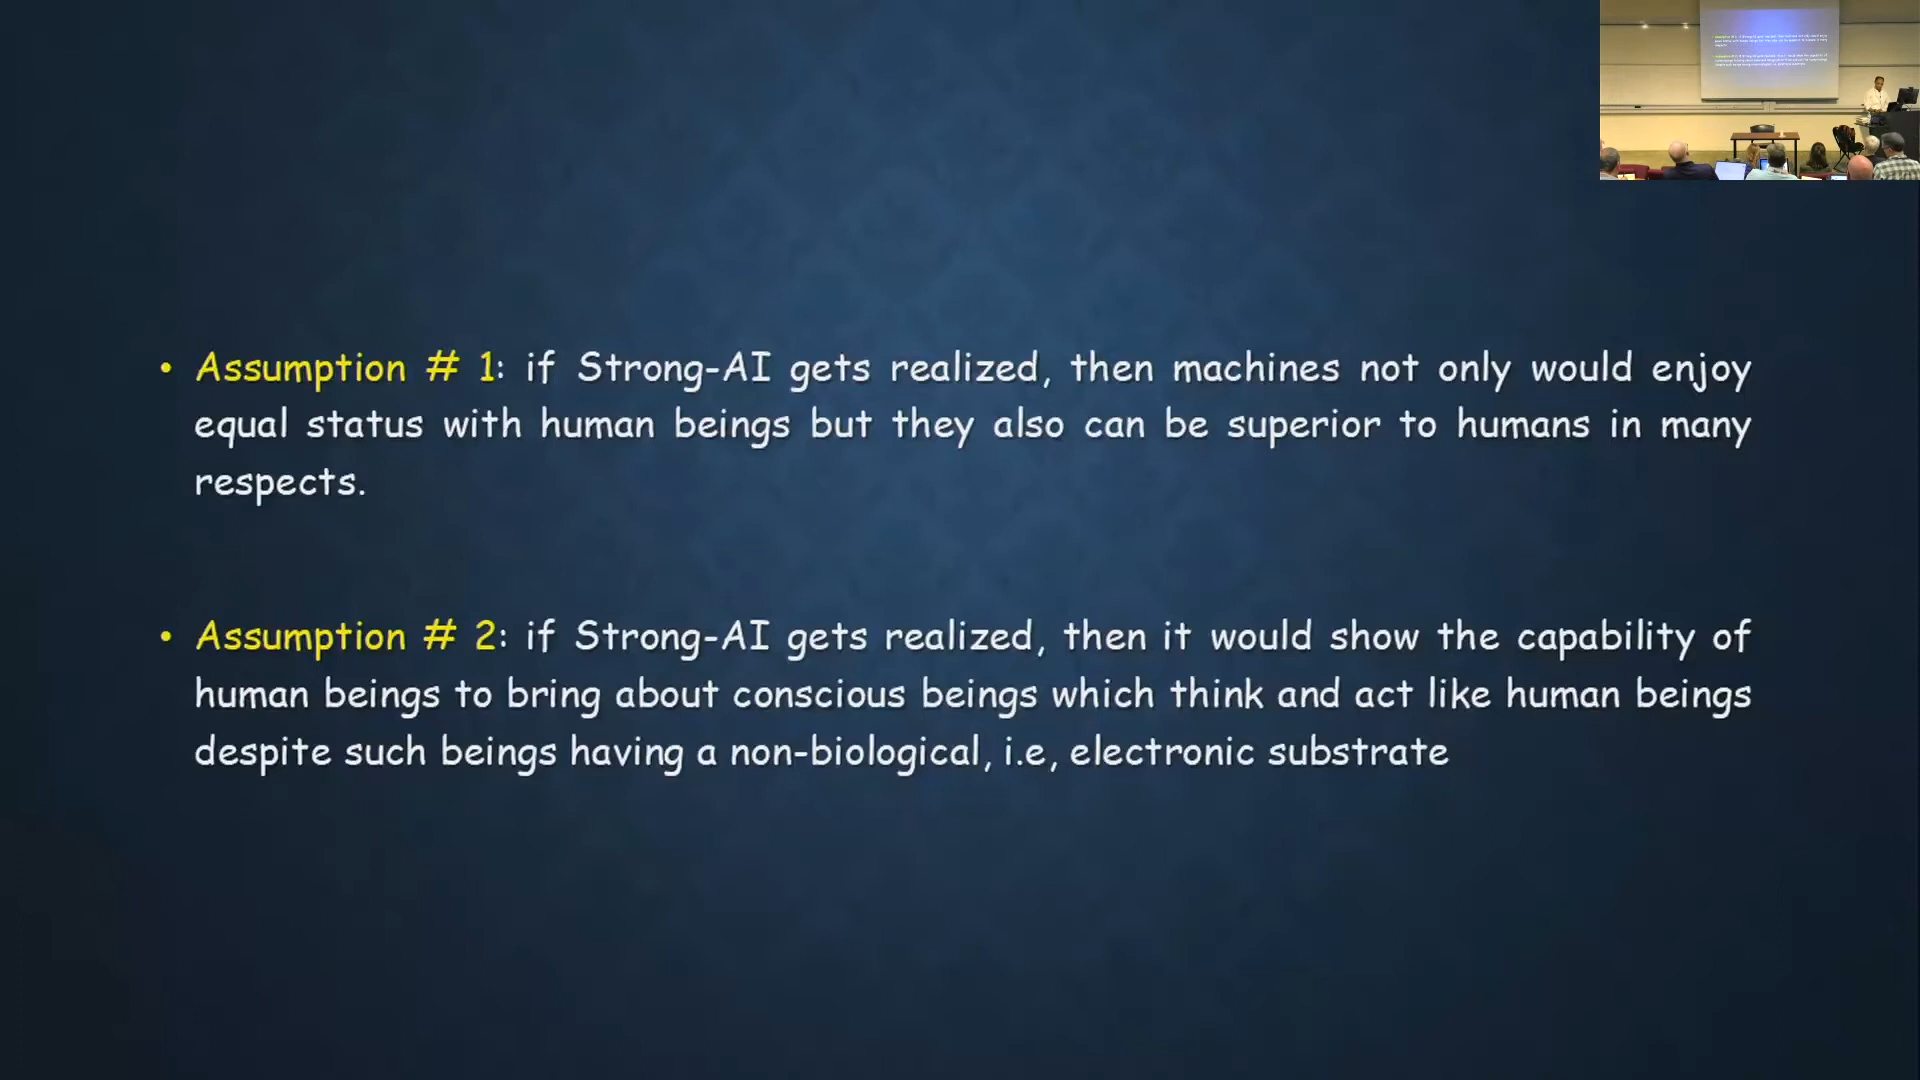 • Assumption # 1: if Strong-AI gets realized, then machines not only would enjoy
equal status with human beings but they also can be superior to humans in many
respects.
• Assumption # 2: if Strong-AI gets realized, then it would show the capability of
human beings to bring about conscious beings which think and act like human beings
despite such beings having a non-biological, i.e, electronic substrate